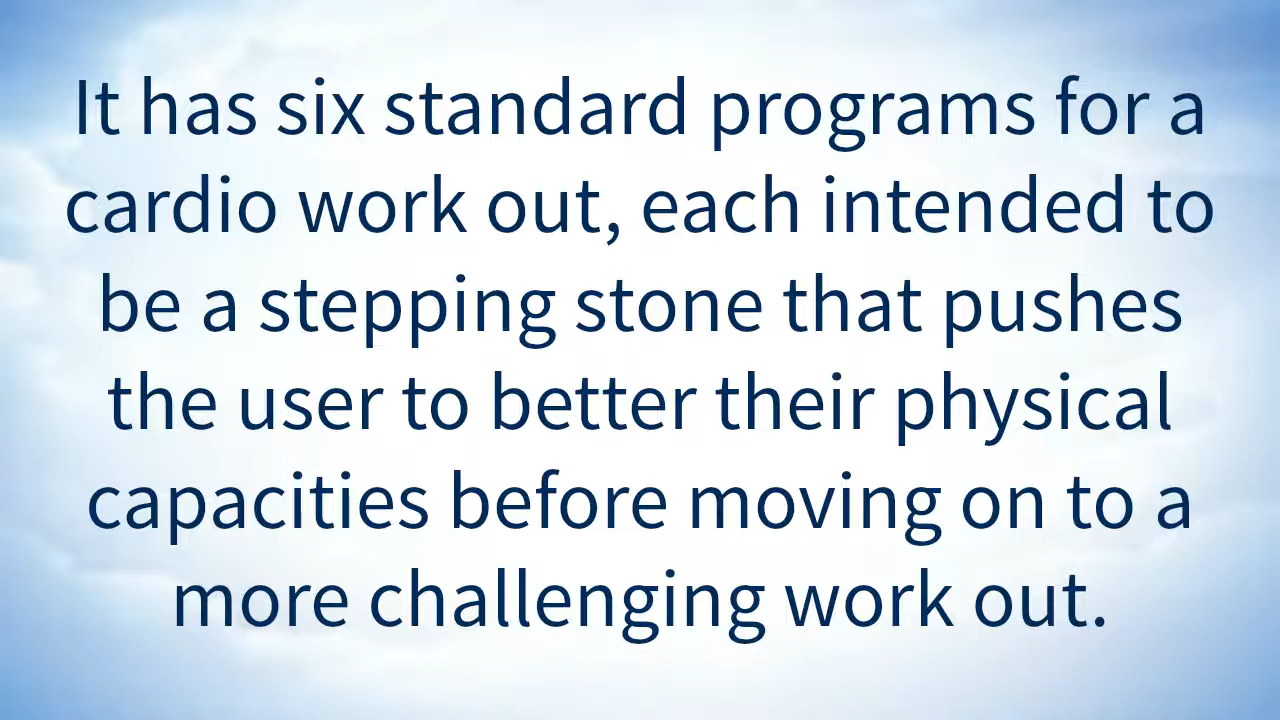 It has six standard programs for a
cardio work out, each intended to
be a stepping stone that pushes
the user to better their physical
capacities before moving on to a
more challenging work out.